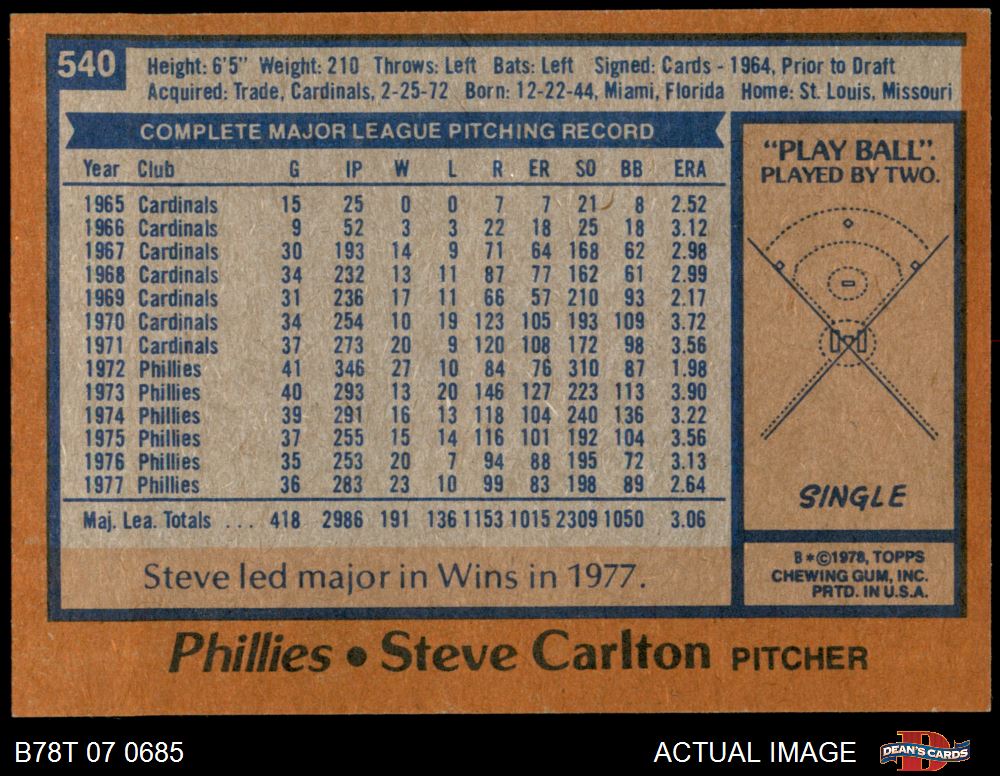 540
Height: 6'5" Weight: 210 Throws: Left Bats: Left Signed: Cards - 1964, Prior to Draft
Acquired: Trade, Cardinals, 2-25-72 Born: 12-22-44, Miami, Florida Home: St. Louis, Missouri
COMPLETE MAJOR LEAGUE PITCHING RECORD
Year Club G IP W L R ER SO BB ERA
1965 Cardinals 15 25 0 0 7 7 21 8 2.52
1966 Cardinals 9 52 3 3 22 18 25 18 3.12
1967 Cardinals 30 193 14 9 71 64 168 62 2.98
1968 Cardinals 34 232 13 11 87 77 162 61 2.99
1969 Cardinals 31 236 17 11 66 57 210 93 2.17
1970 Cardinals 34 254 10 19 123 105 193 109 3.72
1971 Cardinals 37 273 20 9 120 108 172 98 3.56
1972 Phillies 41 346 27 10 84 76 310 87 1.98
1973 Phillies 40 293 13 20 146 127 223 113 3.90
1974 Phillies 39 291 16 13 118 104 240 136 3.22
1975 Phillies 37 255 15 14 116 101 192 104 3.56
1976 Phillies 35 253 20 7 94 88 195 72 3.13
1977 Phillies 36 283 23 10 99 83 198 89 2.64
Maj. Lea. Totals ... 418 2986 191 136 1153 1015 2309 1050 3.06
Steve led major in Wins in 1977.
"PLAY BALL".
PLAYED BY TWO.
SINGLE
B*©1978, TOPPS
CHEWING GUM, INC.
PRTD. IN U.S.A.
Phillies • Steve Carlton PITCHER
B78T 07 0685
ACTUAL IMAGE
D
DEAN'S CARDS